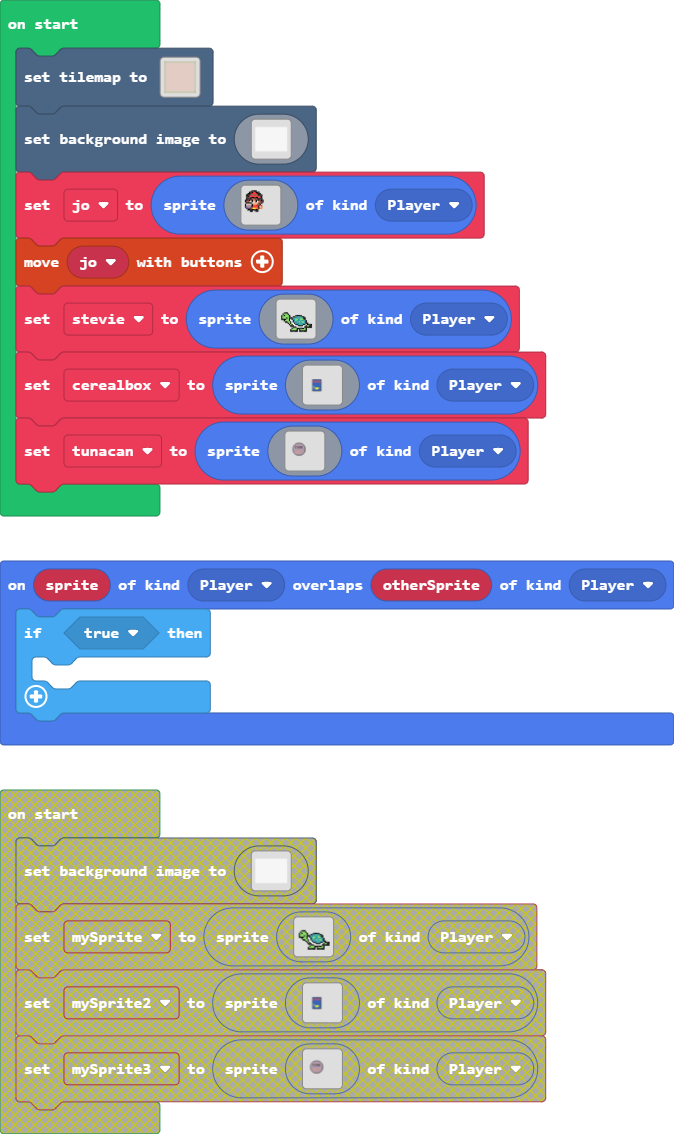 on start
set tilemap to
set background image to
set jo to sprite of kind Player
move jo with buttons
set stevie to sprite of kind Player
set cerealbox to sprite of kind Player
set tunacan to sprite of kind Player
on sprite of kind Player overlaps otherSprite of kind Player
if true then
on start
set background image to
set mySprite to sprite of kind Player
set mySprite2 to sprite of kind Player
set mySprite3 to sprite of kind Player